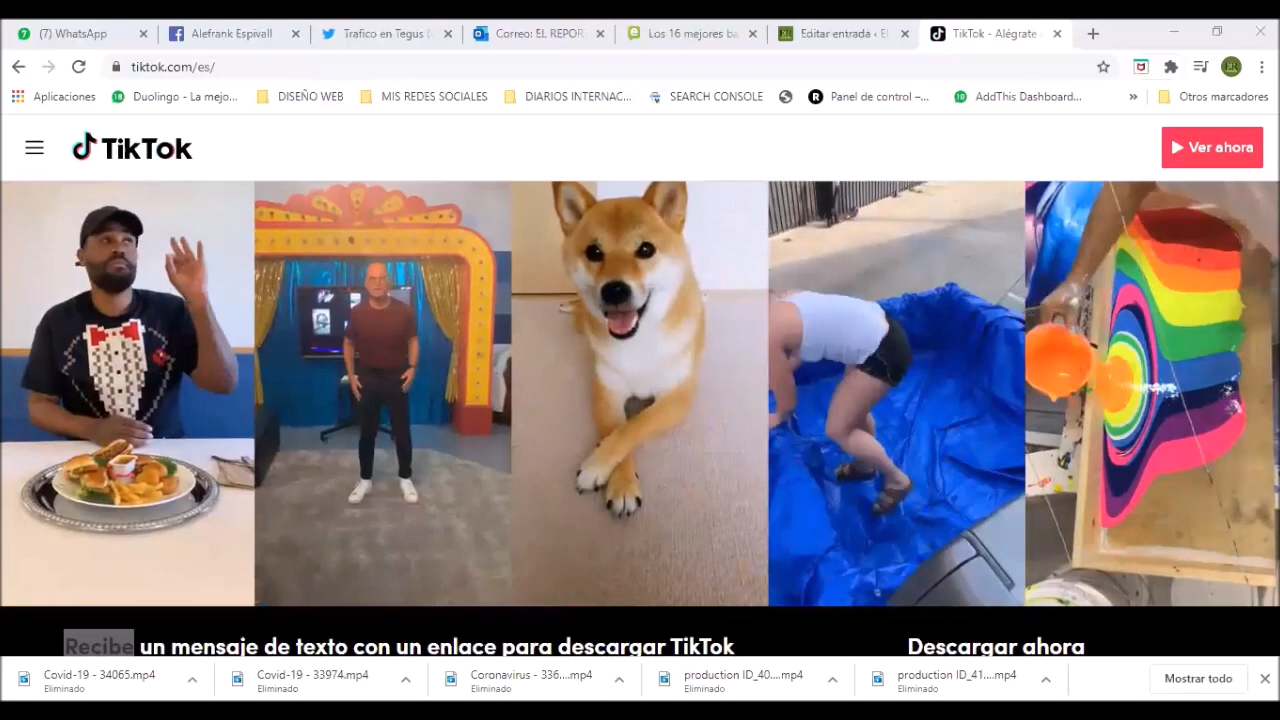 (7) WhatsApp
Alefrank Espivall
Trafico en Tegus (
Correo: EL REPOR
Los 16 mejores ba
Editar entrada ‹ El
TikTok - Alégrate
tiktok.com/es/
Aplicaciones
Duolingo - La mejo...
DISEÑO WEB
MIS REDES SOCIALES
DIARIOS INTERNAC...
SEARCH CONSOLE
Panel de control –...
AddThis Dashboard...
»
Otros marcadores
TikTok
Ver ahora
Recibe un mensaje de texto con un enlace para descargar TikTok
Descargar ahora
Covid-19 - 34065.mp4
Eliminado
Covid-19 - 33974.mp4
Eliminado
Coronavirus - 336....mp4
Eliminado
production ID_40....mp4
Eliminado
production ID_41....mp4
Eliminado
Mostrar todo